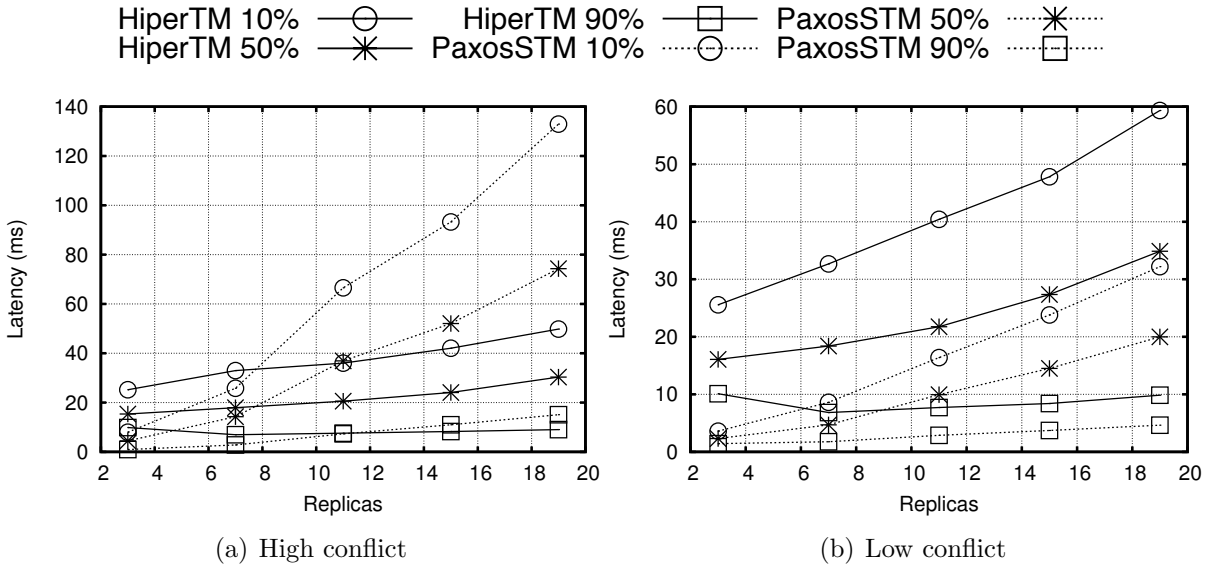 HiperTM 10% HiperTM 90% PaxosSTM 50%
HiperTM 50% PaxosSTM 10% PaxosSTM 90%
140
120
100
80
60
40
20
0
2 4 6 8 10 12 14 16 18 20
Latency (ms)
Replicas
(a) High conflict
60
50
40
30
20
10
0
2 4 6 8 10 12 14 16 18 20
Latency (ms)
Replicas
(b) Low conflict